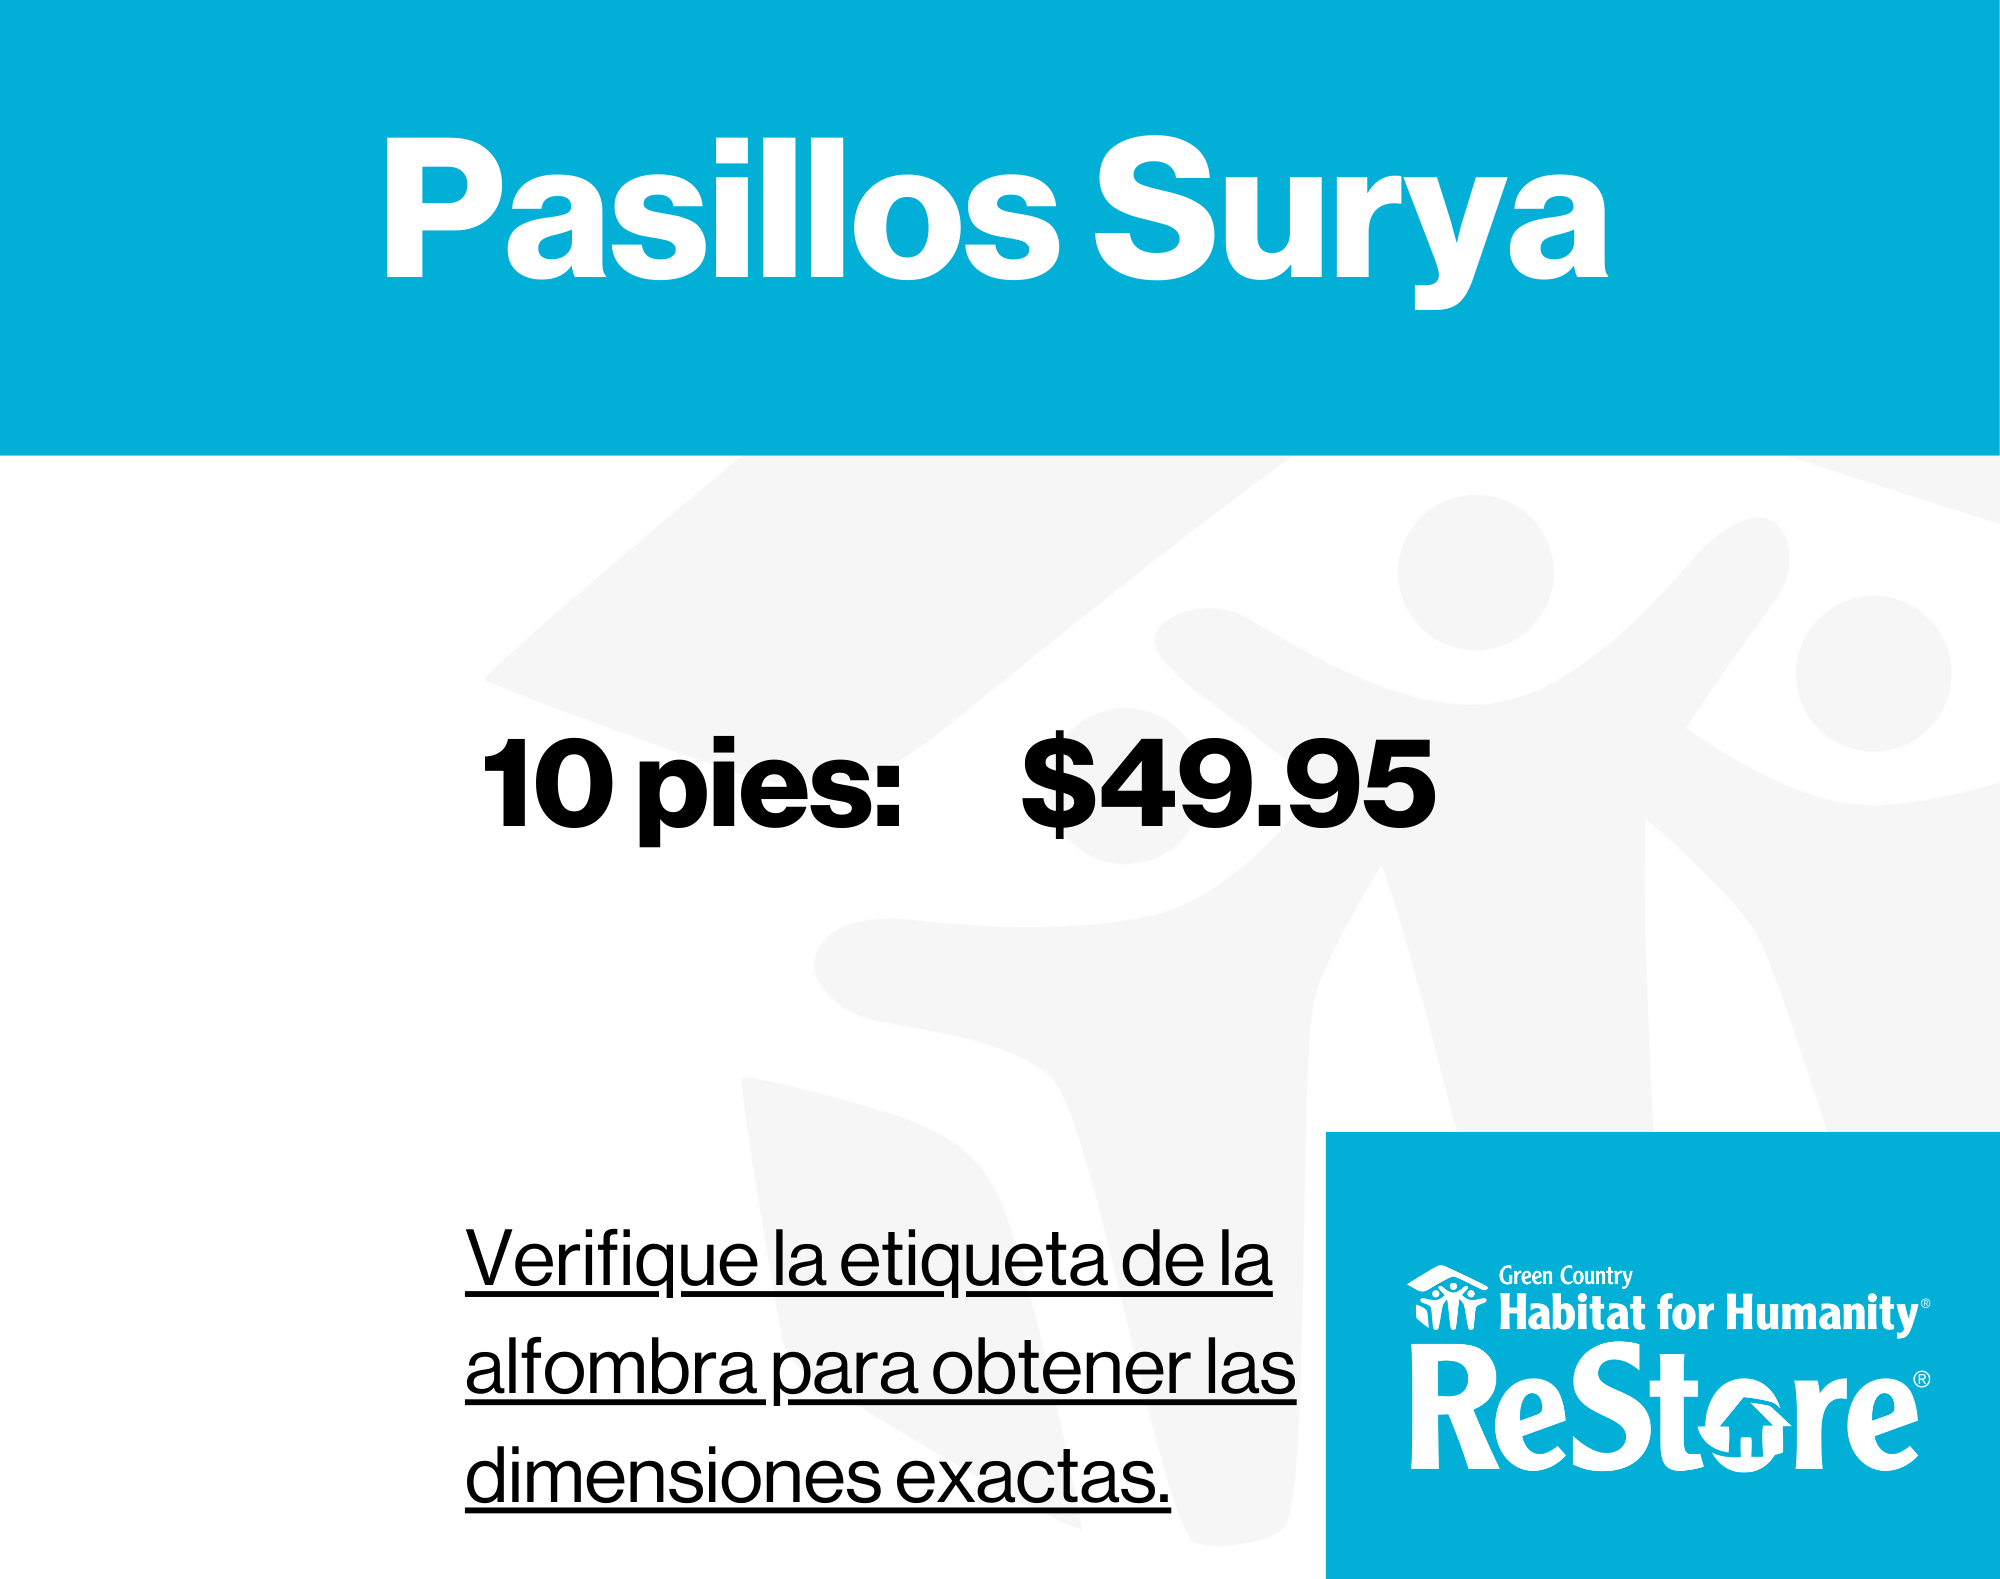 Pasillos Surya
10 pies: $49.95
Verifique la etiqueta de la
alfombra para obtener las
dimensiones exactas.
Green Country
Habitat for Humanity®
ReStore®